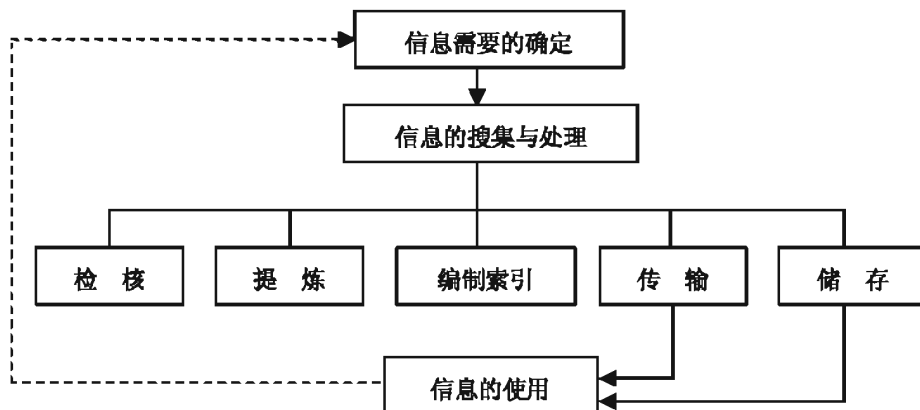 信息需要的确定
信息的搜集与处理
检 核
提 炼
编制索引
传 输
储 存
信息的使用